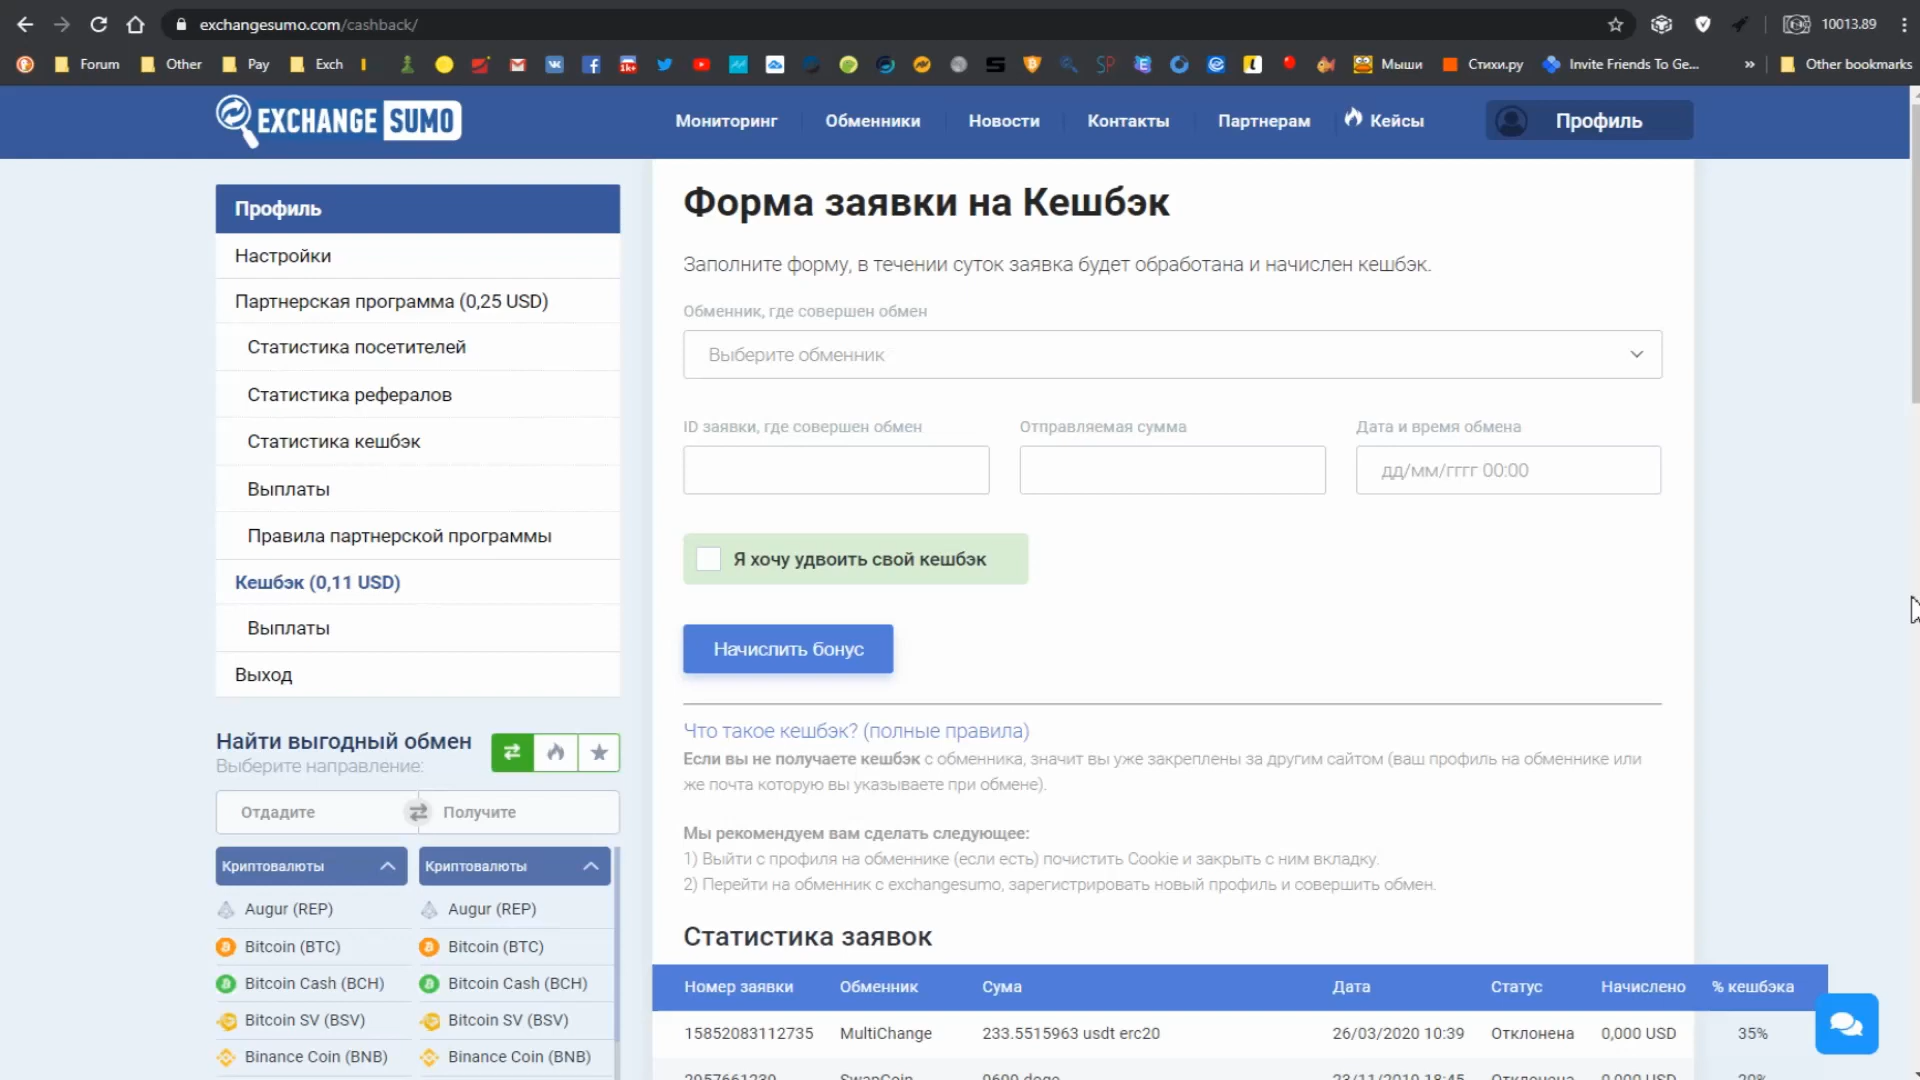 exchangesumo.com/cashback/
10013.89
Forum
Other
Pay
Exch
Мыши
Стихи.ру
Invite Friends To Ge...
»
Other bookmarks
EXCHANGE SUMO
Мониторинг
Обменники
Новости
Контакты
Партнерам
Кейсы
Профиль
Профиль
Настройки
Партнерская программа (0,25 USD)
Статистика посетителей
Статистика рефералов
Статистика кешбэк
Выплаты
Правила партнерской программы
Кешбэк (0,11 USD)
Выплаты
Выход
Найти выгодный обмен
Выберите направление:
Отдадите
Получите
Криптовалюты
Криптовалюты
Augur (REP)
Augur (REP)
Bitcoin (BTC)
Bitcoin (BTC)
Bitcoin Cash (BCH)
Bitcoin Cash (BCH)
Bitcoin SV (BSV)
Bitcoin SV (BSV)
Binance Coin (BNB)
Binance Coin (BNB)
Форма заявки на Кешбэк
Заполните форму, в течении суток заявка будет обработана и начислен кешбэк.
Обменник, где совершен обмен
Выберите обменник
ID заявки, где совершен обмен
Отправляемая сумма
Дата и время обмена
дд/мм/гггг 00:00
Я хочу удвоить свой кешбэк
Начислить бонус
Что такое кешбэк? (полные правила)
Если вы не получаете кешбэк с обменника, значит вы уже закреплены за другим сайтом (ваш профиль на обменнике или
же почта которую вы указываете при обмене).
Мы рекомендуем вам сделать следующее:
1) Выйти с профиля на обменнике (если есть) почистить Cookie и закрыть с ним вкладку.
2) Перейти на обменник с exchangesumo, зарегистрировать новый профиль и совершить обмен.
Статистика заявок
Номер заявки Обменник Сума Дата Статус Начислено % кешбэка
15852083112735 MultiChange 233.5515963 usdt erc20 26/03/2020 10:39 Отклонена 0,000 USD 35%